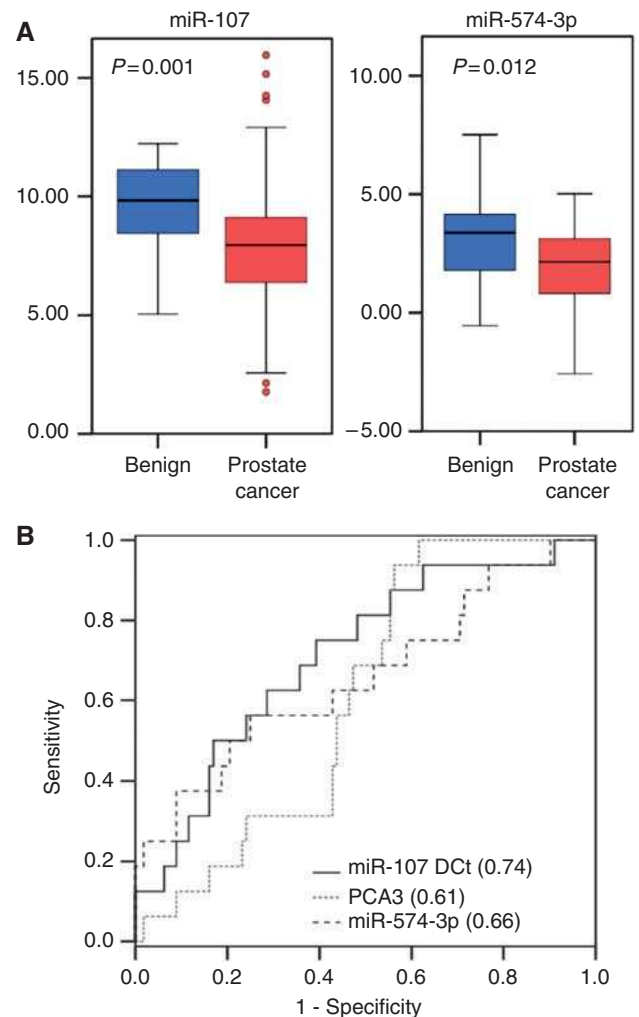 A
miR-107
miR-574-3p
P=0.001
P=0.012
15.00
10.00
5.00
0.00
10.00
5.00
0.00
−5.00
Benign
Prostate
cancer
Benign
Prostate
cancer
B
1.0
0.8
0.6
0.4
0.2
0.0
Sensitivity
miR-107 DCt (0.74)
PCA3 (0.61)
miR-574-3p (0.66)
0.0 0.2 0.4 0.6 0.8 1.0
1 - Specificity